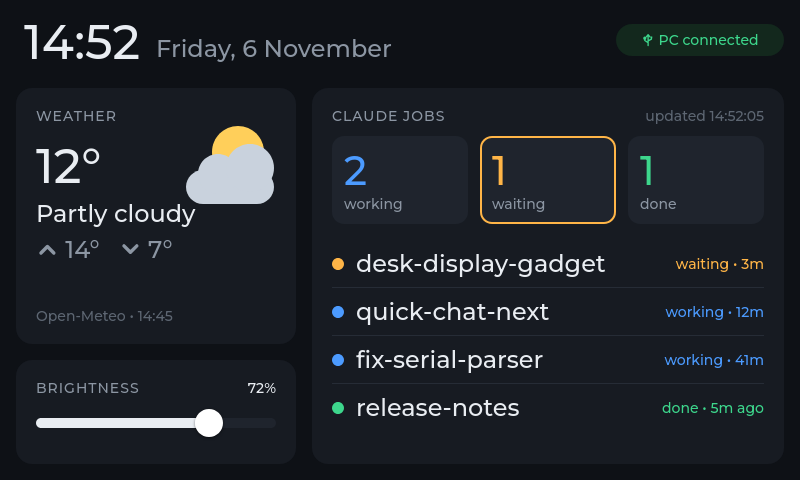 14:52 Friday, 6 November
PC connected
WEATHER
12°
Partly cloudy
14° 7°
Open-Meteo • 14:45
BRIGHTNESS 72%
CLAUDE JOBS updated 14:52:05
2 working
1 waiting
1 done
desk-display-gadget waiting • 3m
quick-chat-next working • 12m
fix-serial-parser working • 41m
release-notes done • 5m ago